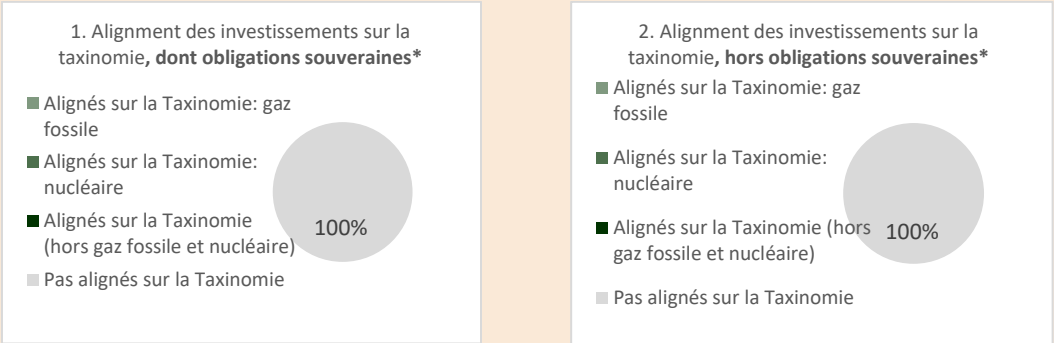 1. Alignment des investissements sur la
taxinomie, dont obligations souveraines*
Alignés sur la Taxinomie: gaz
fossile
Alignés sur la Taxinomie:
nucléaire
Alignés sur la Taxinomie
(hors gaz fossile et nucléaire)
Pas alignés sur la Taxinomie
100%
2. Alignment des investissements sur la
taxinomie, hors obligations souveraines*
Alignés sur la Taxinomie: gaz
fossile
Alignés sur la Taxinomie:
nucléaire
Alignés sur la Taxinomie (hors
gaz fossile et nucléaire)
Pas alignés sur la Taxinomie
100%